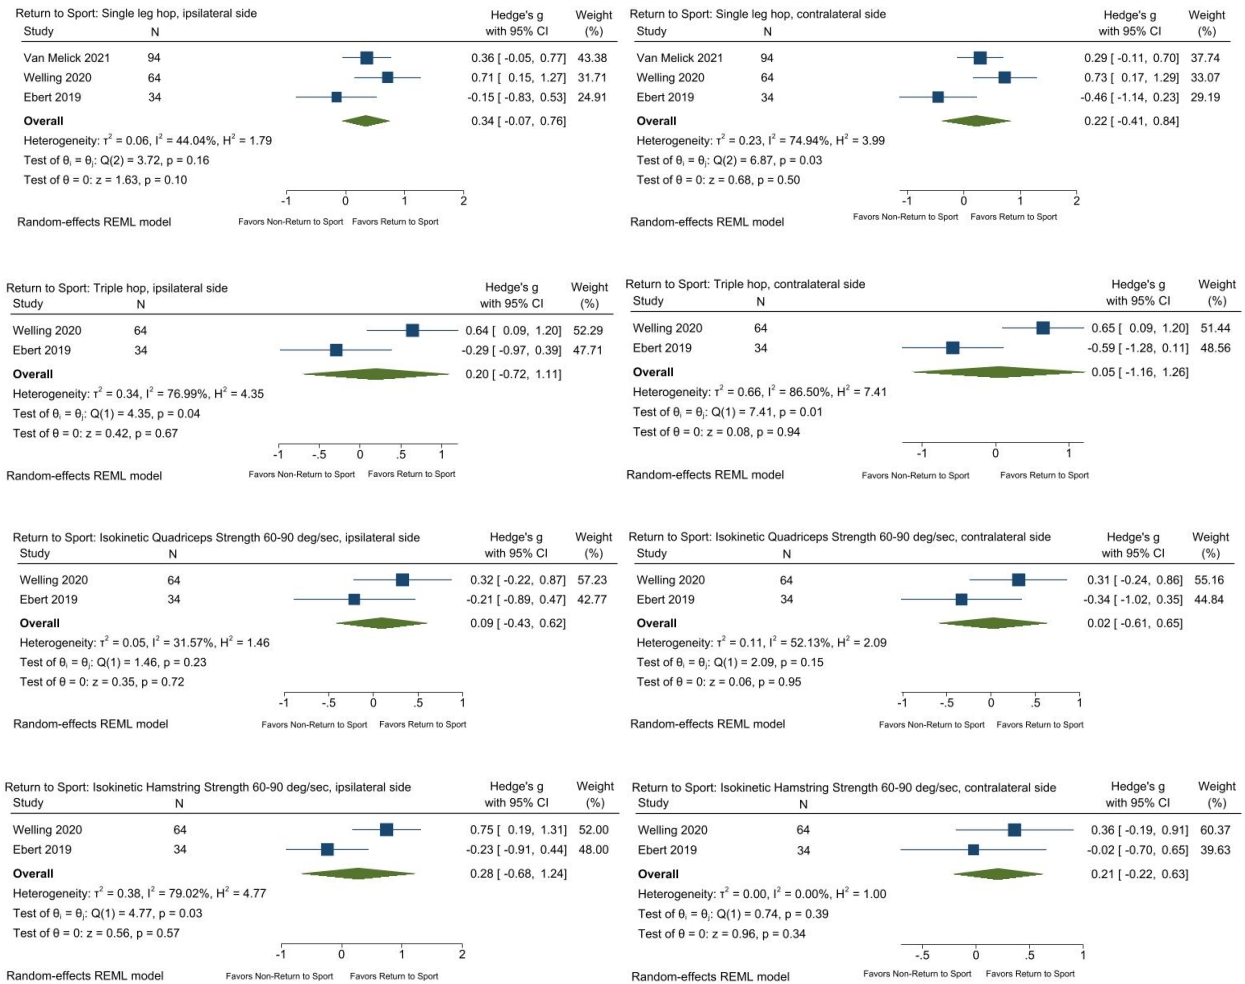 Return to Sport: Single leg hop, ipsilateral side Hedge's g Weight
Study N with 95% CI (%)
Van Melick 2021 94 0.36 [ -0.05, 0.77] 43.38
Welling 2020 64 0.71 [ 0.15, 1.27] 31.71
Ebert 2019 34 -0.15 [ -0.83, 0.53] 24.91
Overall 0.34 [ -0.07, 0.76]
Heterogeneity: τ² = 0.06, I² = 44.04%, H² = 1.79
Test of θᵢ = θⱼ: Q(2) = 3.72, p = 0.16
Test of θ = 0: z = 1.63, p = 0.10
-1 0 1 2
Favors Non-Return to Sport Favors Return to Sport
Random-effects REML model
Return to Sport: Single leg hop, contralateral side Hedge's g Weight
Study N with 95% CI (%)
Van Melick 2021 94 0.29 [ -0.11, 0.70] 37.74
Welling 2020 64 0.73 [ 0.17, 1.29] 33.07
Ebert 2019 34 -0.46 [ -1.14, 0.23] 29.19
Overall 0.22 [ -0.41, 0.84]
Heterogeneity: τ² = 0.23, I² = 74.94%, H² = 3.99
Test of θᵢ = θⱼ: Q(2) = 6.87, p = 0.03
Test of θ = 0: z = 0.68, p = 0.50
-1 0 1 2
Favors Non-Return to Sport Favors Return to Sport
Random-effects REML model
Return to Sport: Triple hop, ipsilateral side Hedge's g Weight
Study N with 95% CI (%)
Welling 2020 64 0.64 [ 0.09, 1.20] 52.29
Ebert 2019 34 -0.29 [ -0.97, 0.39] 47.71
Overall 0.20 [ -0.72, 1.11]
Heterogeneity: τ² = 0.34, I² = 76.99%, H² = 4.35
Test of θᵢ = θⱼ: Q(1) = 4.35, p = 0.04
Test of θ = 0: z = 0.42, p = 0.67
-1 -.5 0 .5 1
Favors Non-Return to Sport Favors Return to Sport
Random-effects REML model
Return to Sport: Triple hop, contralateral side Hedge's g Weight
Study N with 95% CI (%)
Welling 2020 64 0.65 [ 0.09, 1.20] 51.44
Ebert 2019 34 -0.59 [ -1.28, 0.11] 48.56
Overall 0.05 [ -1.16, 1.26]
Heterogeneity: τ² = 0.66, I² = 86.50%, H² = 7.41
Test of θᵢ = θⱼ: Q(1) = 7.41, p = 0.01
Test of θ = 0: z = 0.08, p = 0.94
-1 0 1
Favors Non-Return to Sport Favors Return to Sport
Random-effects REML model
Return to Sport: Isokinetic Quadriceps Strength 60-90 deg/sec, ipsilateral side Hedge's g Weight
Study N with 95% CI (%)
Welling 2020 64 0.32 [ -0.22, 0.87] 57.23
Ebert 2019 34 -0.21 [ -0.89, 0.47] 42.77
Overall 0.09 [ -0.43, 0.62]
Heterogeneity: τ² = 0.05, I² = 31.57%, H² = 1.46
Test of θᵢ = θⱼ: Q(1) = 1.46, p = 0.23
Test of θ = 0: z = 0.35, p = 0.72
-1 -.5 0 .5 1
Favors Non-Return to Sport Favors Return to Sport
Random-effects REML model
Return to Sport: Isokinetic Quadriceps Strength 60-90 deg/sec, contralateral side Hedge's g Weight
Study N with 95% CI (%)
Welling 2020 64 0.31 [ -0.24, 0.86] 55.16
Ebert 2019 34 -0.34 [ -1.02, 0.35] 44.84
Overall 0.02 [ -0.61, 0.65]
Heterogeneity: τ² = 0.11, I² = 52.13%, H² = 2.09
Test of θᵢ = θⱼ: Q(1) = 2.09, p = 0.15
Test of θ = 0: z = 0.06, p = 0.95
-1 -.5 0 .5 1
Favors Non-Return to Sport Favors Return to Sport
Random-effects REML model
Return to Sport: Isokinetic Hamstring Strength 60-90 deg/sec, ipsilateral side Hedge's g Weight
Study N with 95% CI (%)
Welling 2020 64 0.75 [ 0.19, 1.31] 52.00
Ebert 2019 34 -0.23 [ -0.91, 0.44] 48.00
Overall 0.28 [ -0.68, 1.24]
Heterogeneity: τ² = 0.38, I² = 79.02%, H² = 4.77
Test of θᵢ = θⱼ: Q(1) = 4.77, p = 0.03
Test of θ = 0: z = 0.56, p = 0.57
-1 0 1 2
Favors Non-Return to Sport Favors Return to Sport
Random-effects REML model
Return to Sport: Isokinetic Hamstring Strength 60-90 deg/sec, contralateral side Hedge's g Weight
Study N with 95% CI (%)
Welling 2020 64 0.36 [ -0.19, 0.91] 60.37
Ebert 2019 34 -0.02 [ -0.70, 0.65] 39.63
Overall 0.21 [ -0.22, 0.63]
Heterogeneity: τ² = 0.00, I² = 0.00%, H² = 1.00
Test of θᵢ = θⱼ: Q(1) = 0.74, p = 0.39
Test of θ = 0: z = 0.96, p = 0.34
-.5 0 .5 1
Favors Non-Return to Sport Favors Return to Sport
Random-effects REML model